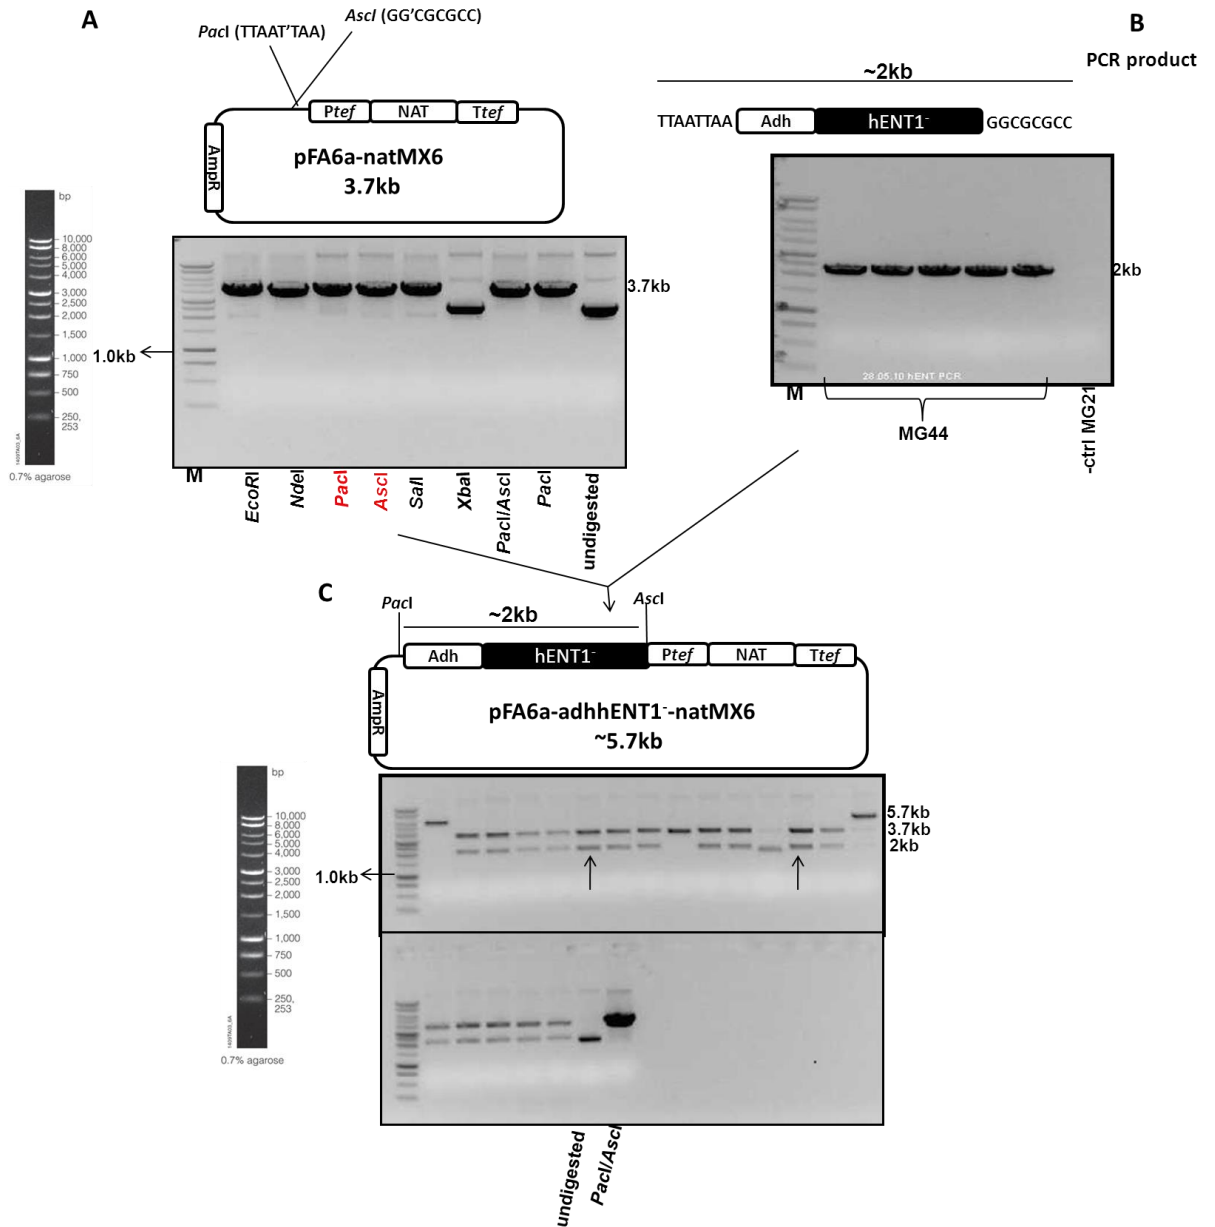 A
PacI (TTAAT'TAA)
AscI (GG'CGCGCC)
Ptef
NAT
Ttef
AmpR
pFA6a-natMX6
3.7kb
bp
10,000
8,000
6,000
5,000
4,000
3,000
2,500
2,000
1,500
1,000
750
500
250,
253
1409TA03_6A
0.7% agarose
1.0kb
3.7kb
M
EcoRI
NdeI
PacI
AscI
SalI
XbaI
PacI/AscI
PacI
undigested
B
PCR product
~2kb
TTAATTAA
Adh
hENT1-
GGCGCGCC
2kb
28.05.10 hENT PCR
M
MG44
-ctrl MG21
C
PacI
~2kb
AscI
Adh
hENT1-
Ptef
NAT
Ttef
AmpR
pFA6a-adhhENT1--natMX6
~5.7kb
bp
10,000
8,000
6,000
5,000
4,000
3,000
2,500
2,000
1,500
1,000
750
500
250,
253
1409TA03_6A
0.7% agarose
1.0kb
5.7kb
3.7kb
2kb
undigested
PacI/AscI